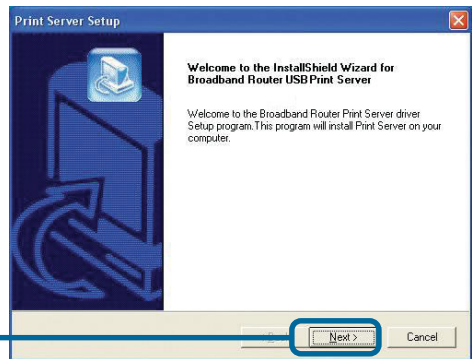 Print Server Setup
Welcome to the InstallShield Wizard for
Broadband Router USB Print Server
Welcome to the Broadband Router Print Server driver
Setup program. This program will install Print Server on your
computer.
Next >
Cancel